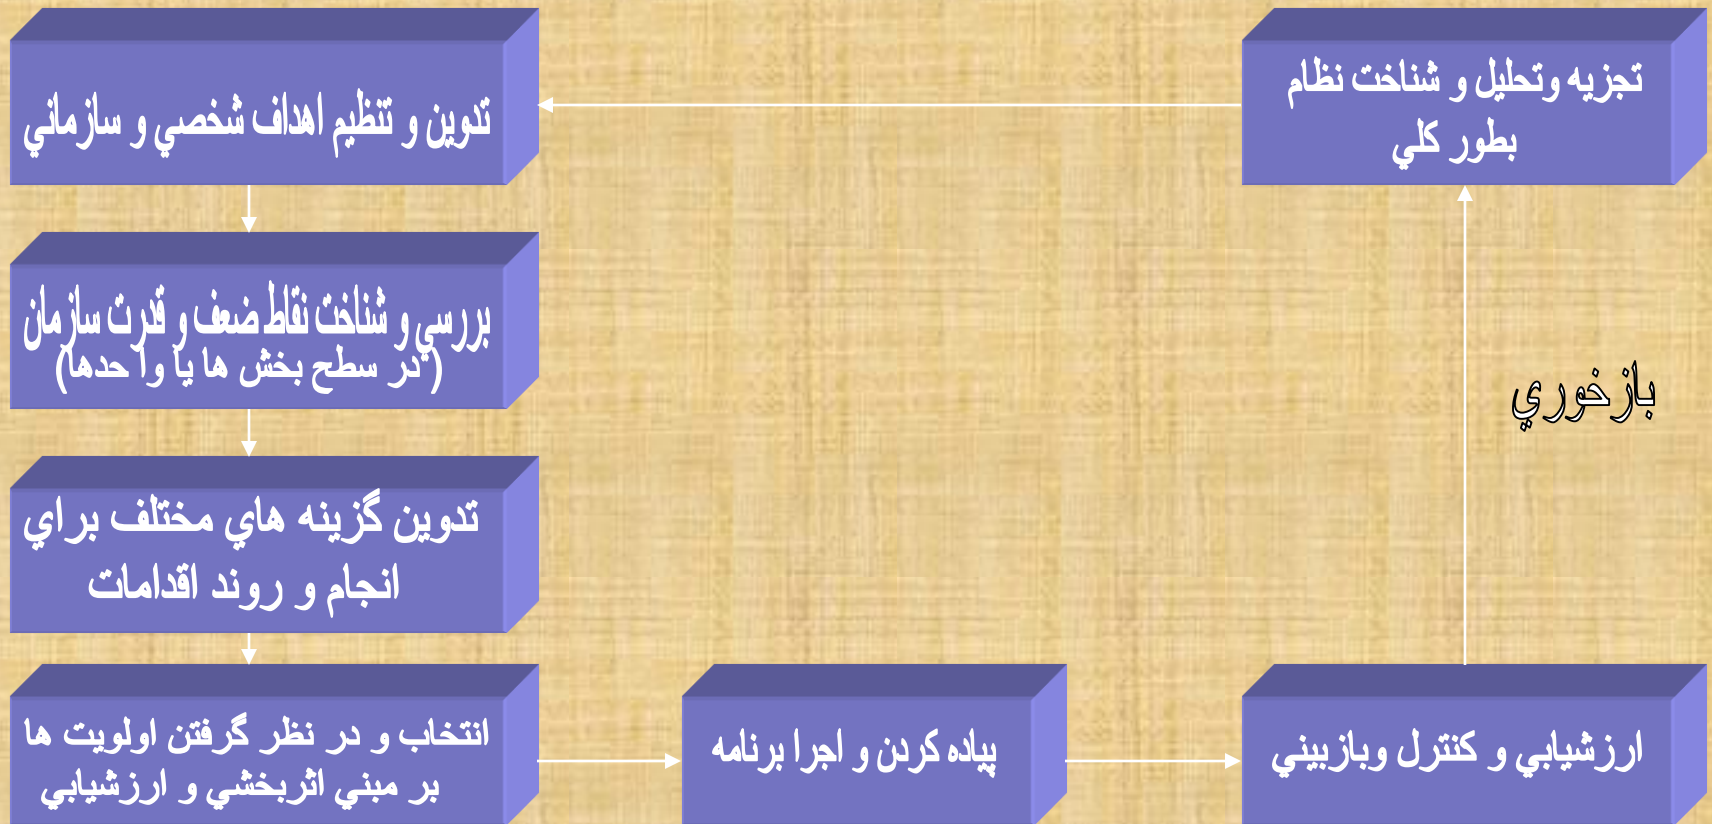 تجزيه وتحليل و شناخت نظام
بطور كلي
تدوين و تنظيم اهداف شخصي و سازماني
بررسي و شناخت نقاط ضعف و قدرت سازمان
( در سطح بخش ها يا وا حدها)
تدوين گزينه هاي مختلف براي
انجام و روند اقدامات
انتخاب و در نظر گرفتن اولويت ها
بر مبني اثربخشي و ارزشيابي
پياده كردن و اجرا برنامه
ارزشيابي و كنترل وبازبيني
بازخوري